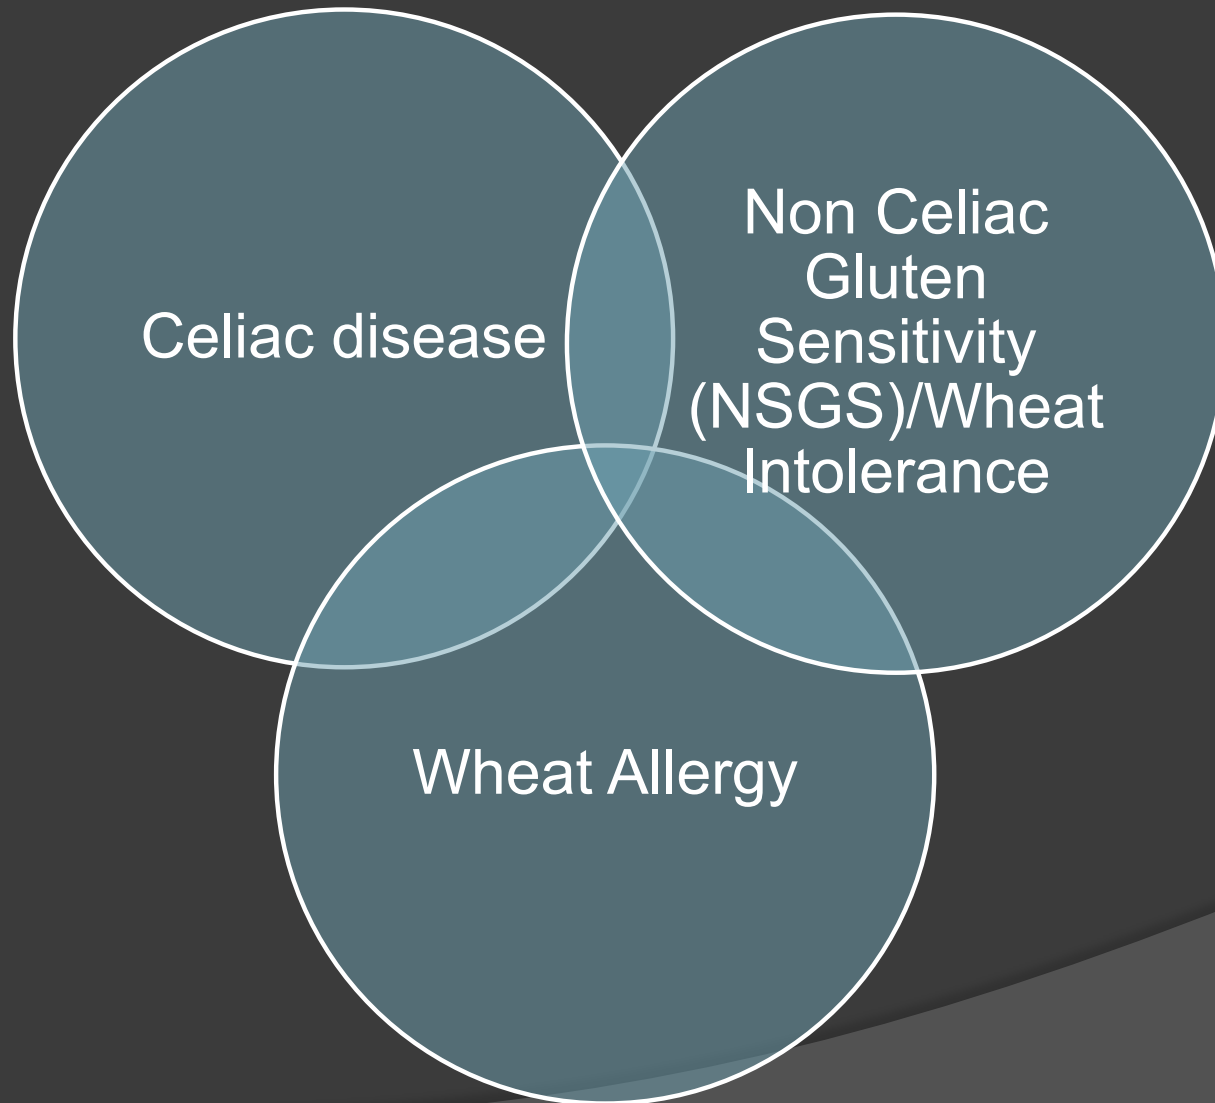 Celiac disease
Non Celiac
Gluten
Sensitivity
(NSGS)/Wheat
Intolerance
Wheat Allergy